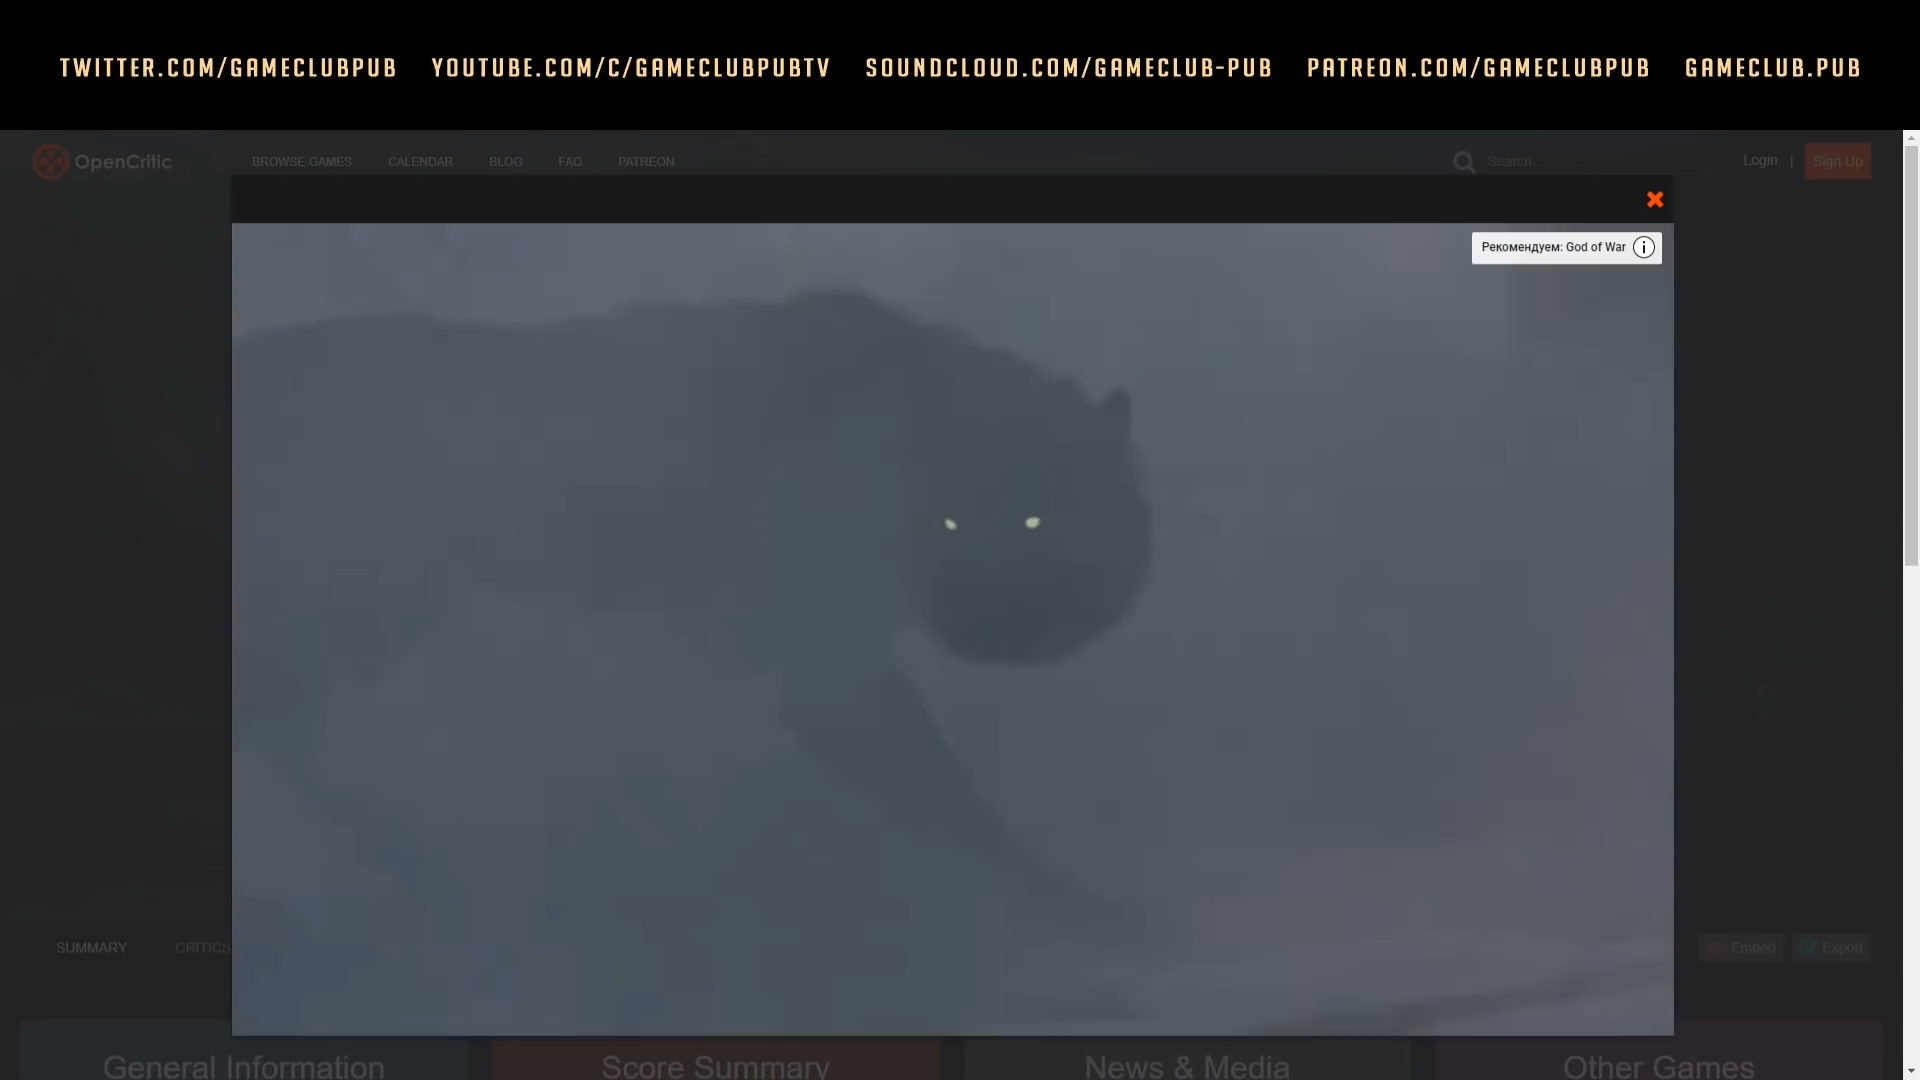 TWITTER.COM/GAMECLUBPUB YOUTUBE.COM/C/GAMECLUBPUBTV SOUNDCLOUD.COM/GAMECLUB-PUB PATREON.COM/GAMECLUBPUB GAMECLUB.PUB
OpenCritic BROWSE GAMES CALENDAR BLOG FAQ PATREON Search... Login | Sign Up
Рекомендуем: God of War
SUMMARY CRITICS Embed Export
General Information Score Summary News & Media Other Games